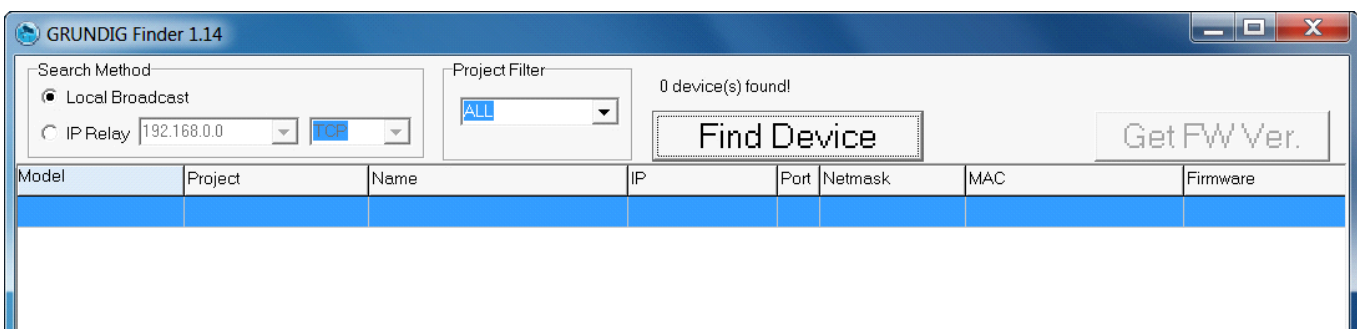 GRUNDIG Finder 1.14
Search Method
Local Broadcast
IP Relay 192.168.0.0 TCP
Project Filter
ALL
0 device(s) found!
Find Device
Get FW Ver.
Model Project Name IP Port Netmask MAC Firmware